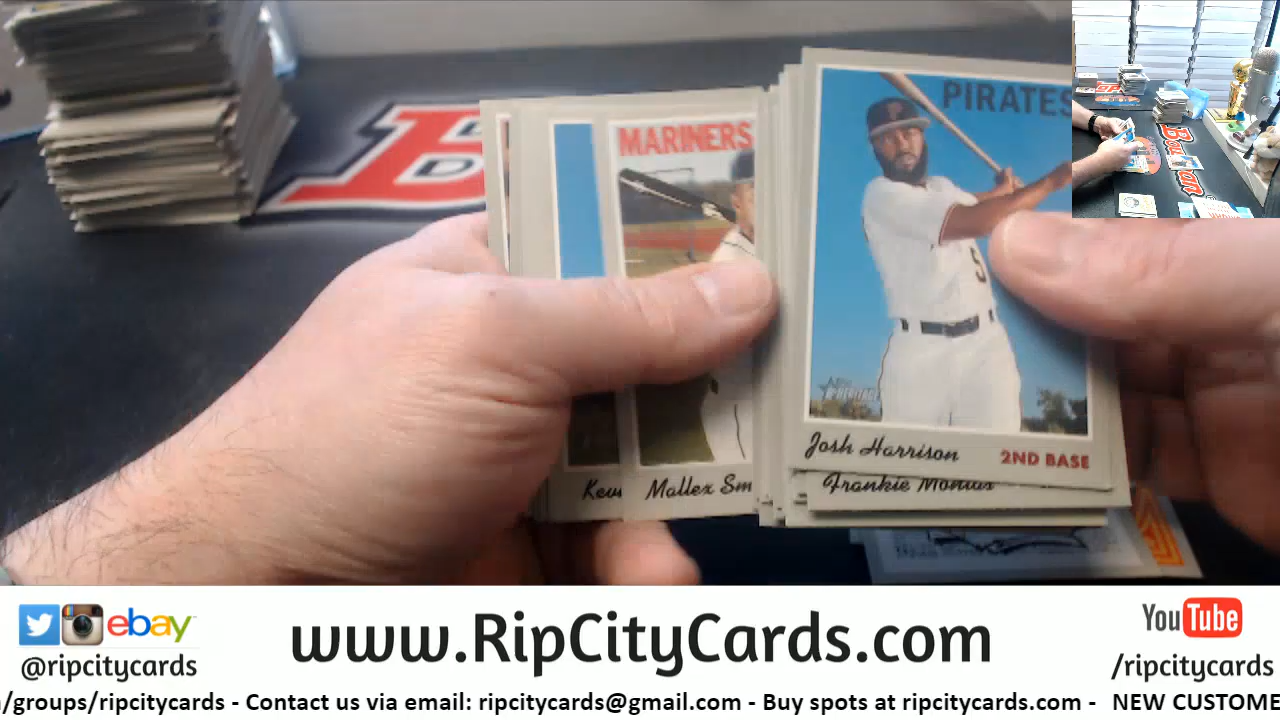 PIRATES
MARINERS
Josh Harrison 2ND BASE
Mallex Sm
Frankie
ebay
@ripcitycards
www.RipCityCards.com
YouTube
/ripcitycards
/groups/ripcitycards - Contact us via email: ripcitycards@gmail.com - Buy spots at ripcitycards.com - NEW CUSTOME